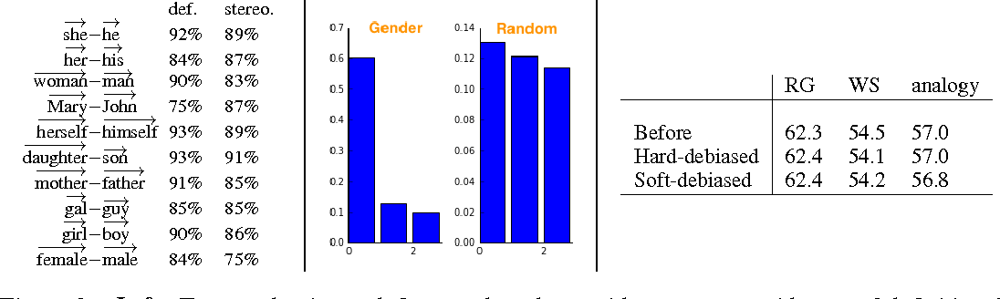 def. stereo.
she−he 92% 89%
her−his 84% 87%
woman−man 90% 83%
Mary−John 75% 87%
herself−himself 93% 89%
daughter−son 93% 91%
mother−father 91% 85%
gal−guy 85% 85%
girl−boy 90% 86%
female−male 84% 75%
Gender
0.7
0.6
0.5
0.4
0.3
0.2
0.1
0.0
0 2
Random
0.14
0.12
0.10
0.08
0.06
0.04
0.02
0.00
0 2
RG WS analogy
Before 62.3 54.5 57.0
Hard-debiased 62.4 54.1 57.0
Soft-debiased 62.4 54.2 56.8